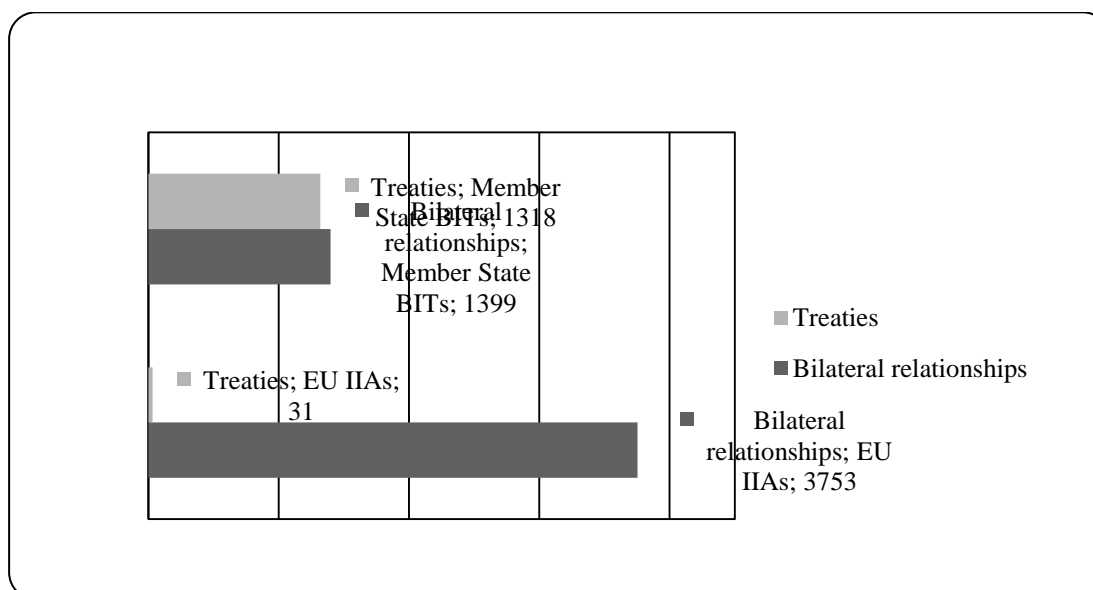 Treaties; Member
State BITs; 1318
Bilateral
relationships;
Member State
BITs; 1399
Treaties; EU IIAs;
31
Bilateral
relationships; EU
IIAs; 3753
Treaties
Bilateral relationships